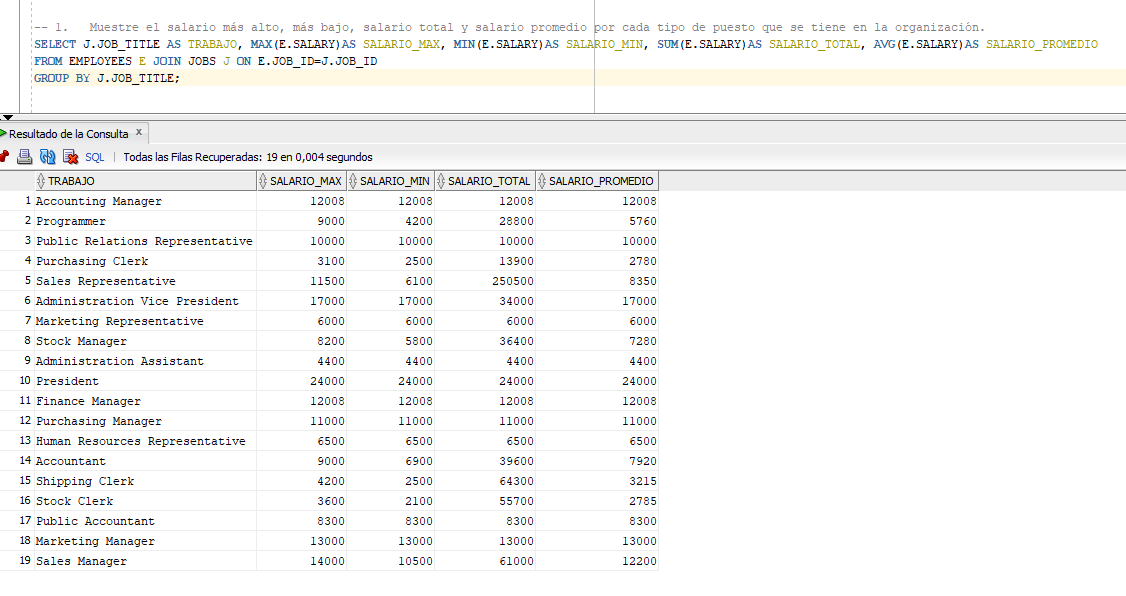 -- 1.   Muestre el salario más alto, más bajo, salario total y salario promedio por cada tipo de puesto que se tiene en la organización.
SELECT J.JOB_TITLE AS TRABAJO, MAX(E.SALARY)AS SALARIO_MAX, MIN(E.SALARY)AS SALARIO_MIN, SUM(E.SALARY)AS SALARIO_TOTAL, AVG(E.SALARY)AS SALARIO_PROMEDIO
FROM EMPLOYEES E JOIN JOBS J ON E.JOB_ID=J.JOB_ID
GROUP BY J.JOB_TITLE;
Resultado de la Consulta x
SQL | Todas las Filas Recuperadas: 19 en 0,004 segundos
TRABAJO SALARIO_MAX SALARIO_MIN SALARIO_TOTAL SALARIO_PROMEDIO
1 Accounting Manager 12008 12008 12008 12008
2 Programmer 9000 4200 28800 5760
3 Public Relations Representative 10000 10000 10000 10000
4 Purchasing Clerk 3100 2500 13900 2780
5 Sales Representative 11500 6100 250500 8350
6 Administration Vice President 17000 17000 34000 17000
7 Marketing Representative 6000 6000 6000 6000
8 Stock Manager 8200 5800 36400 7280
9 Administration Assistant 4400 4400 4400 4400
10 President 24000 24000 24000 24000
11 Finance Manager 12008 12008 12008 12008
12 Purchasing Manager 11000 11000 11000 11000
13 Human Resources Representative 6500 6500 6500 6500
14 Accountant 9000 6900 39600 7920
15 Shipping Clerk 4200 2500 64300 3215
16 Stock Clerk 3600 2100 55700 2785
17 Public Accountant 8300 8300 8300 8300
18 Marketing Manager 13000 13000 13000 13000
19 Sales Manager 14000 10500 61000 12200